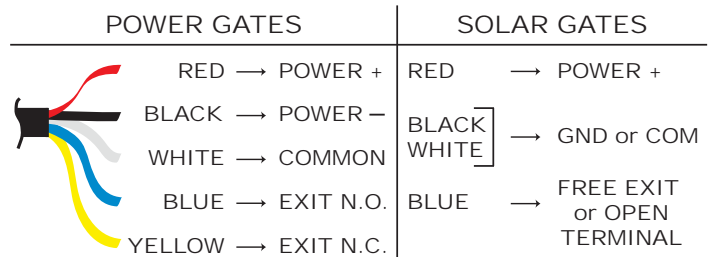 POWER GATES
RED → POWER +
BLACK → POWER –
WHITE → COMMON
BLUE → EXIT N.O.
YELLOW → EXIT N.C.
SOLAR GATES
RED → POWER +
BLACK
WHITE → GND or COM
BLUE → FREE EXIT
or OPEN
TERMINAL